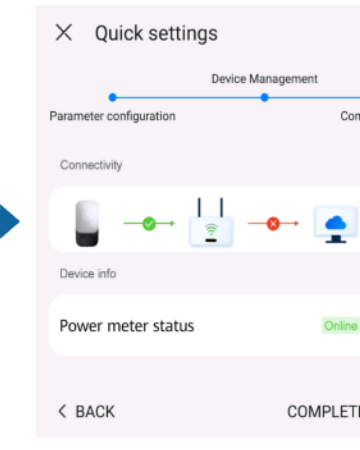 Quick settings
Device Management
Parameter configuration
Connectivity
Device info
Power meter status
Online
BACK